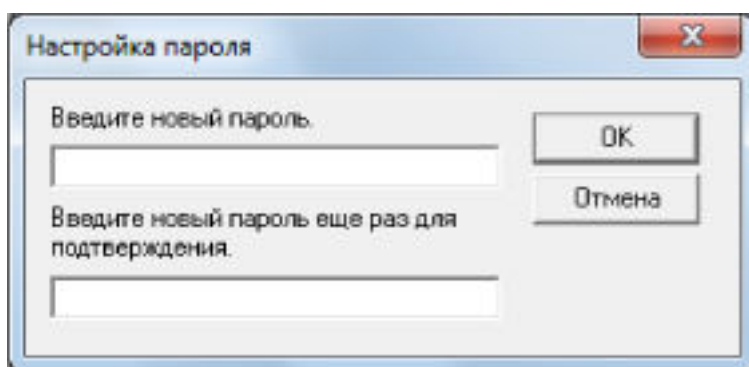 Настройка пароля
Введите новый пароль.
OK
Отмена
Введите новый пароль еще раз для
подтверждения.